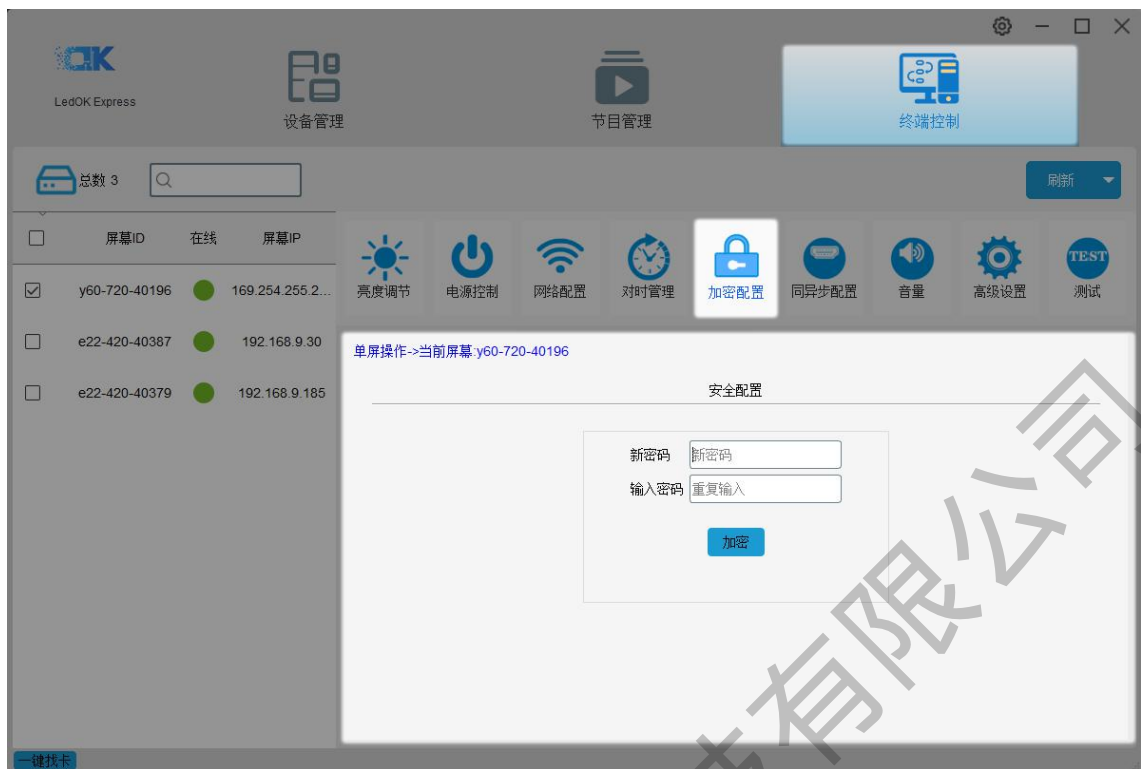 LedOK Express
设备管理
节目管理
终端控制
总数 3
刷新
屏幕ID 在线 屏幕IP
y60-720-40196 169.254.255.2...
e22-420-40387 192.168.9.30
e22-420-40379 192.168.9.185
亮度调节 电源控制 网络配置 对时管理 加密配置 同异步配置 音量 高级设置 TEST 测试
单屏操作->当前屏幕:y60-720-40196
安全配置
新密码 新密码
输入密码 重复输入
加密
一键找卡
技有限公司